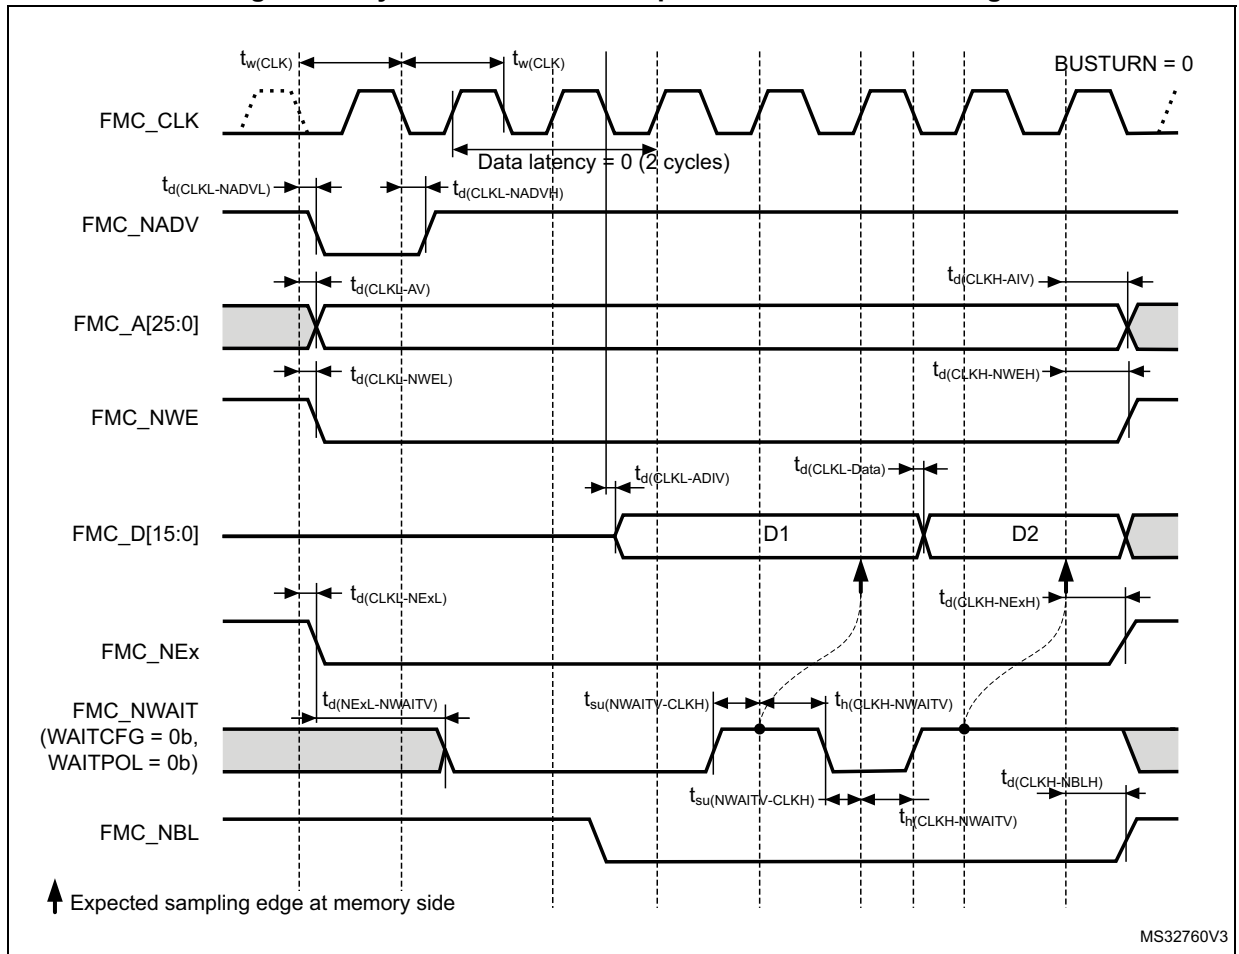 tw(CLK) tw(CLK) BUSTURN = 0
FMC_CLK
Data latency = 0 (2 cycles)
td(CLKL-NADVL) td(CLKL-NADVH)
FMC_NADV
td(CLKL-AV) td(CLKH-AIV)
FMC_A[25:0]
td(CLKL-NWEL) td(CLKH-NWEH)
FMC_NWE
td(CLKL-ADIV) td(CLKL-Data)
FMC_D[15:0] D1 D2
td(CLKL-NExL) td(CLKH-NExH)
FMC_NEx
td(NExL-NWAITV) tsu(NWAITV-CLKH) th(CLKH-NWAITV)
FMC_NWAIT
(WAITCFG = 0b,
WAITPOL = 0b)
tsu(NWAITV-CLKH) th(CLKH-NWAITV) td(CLKH-NBLH)
FMC_NBL
Expected sampling edge at memory side
MS32760V3